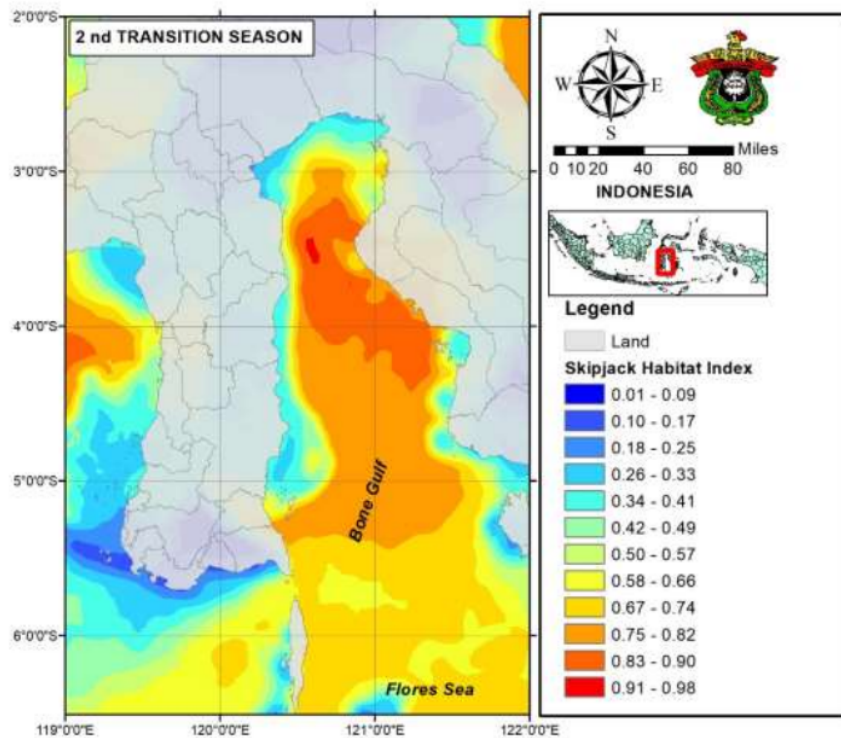 2 nd TRANSITION SEASON
2°0'0"S
3°0'0"S
4°0'0"S
5°0'0"S
6°0'0"S
119°0'0"E
120°0'0"E
121°0'0"E
122°0'0"E
Bone Gulf
Flores Sea
N
W
E
S
Miles
0 10 20 40 60 80
INDONESIA
Legend
Land
Skipjack Habitat Index
0.01 - 0.09
0.10 - 0.17
0.18 - 0.25
0.26 - 0.33
0.34 - 0.41
0.42 - 0.49
0.50 - 0.57
0.58 - 0.66
0.67 - 0.74
0.75 - 0.82
0.83 - 0.90
0.91 - 0.98